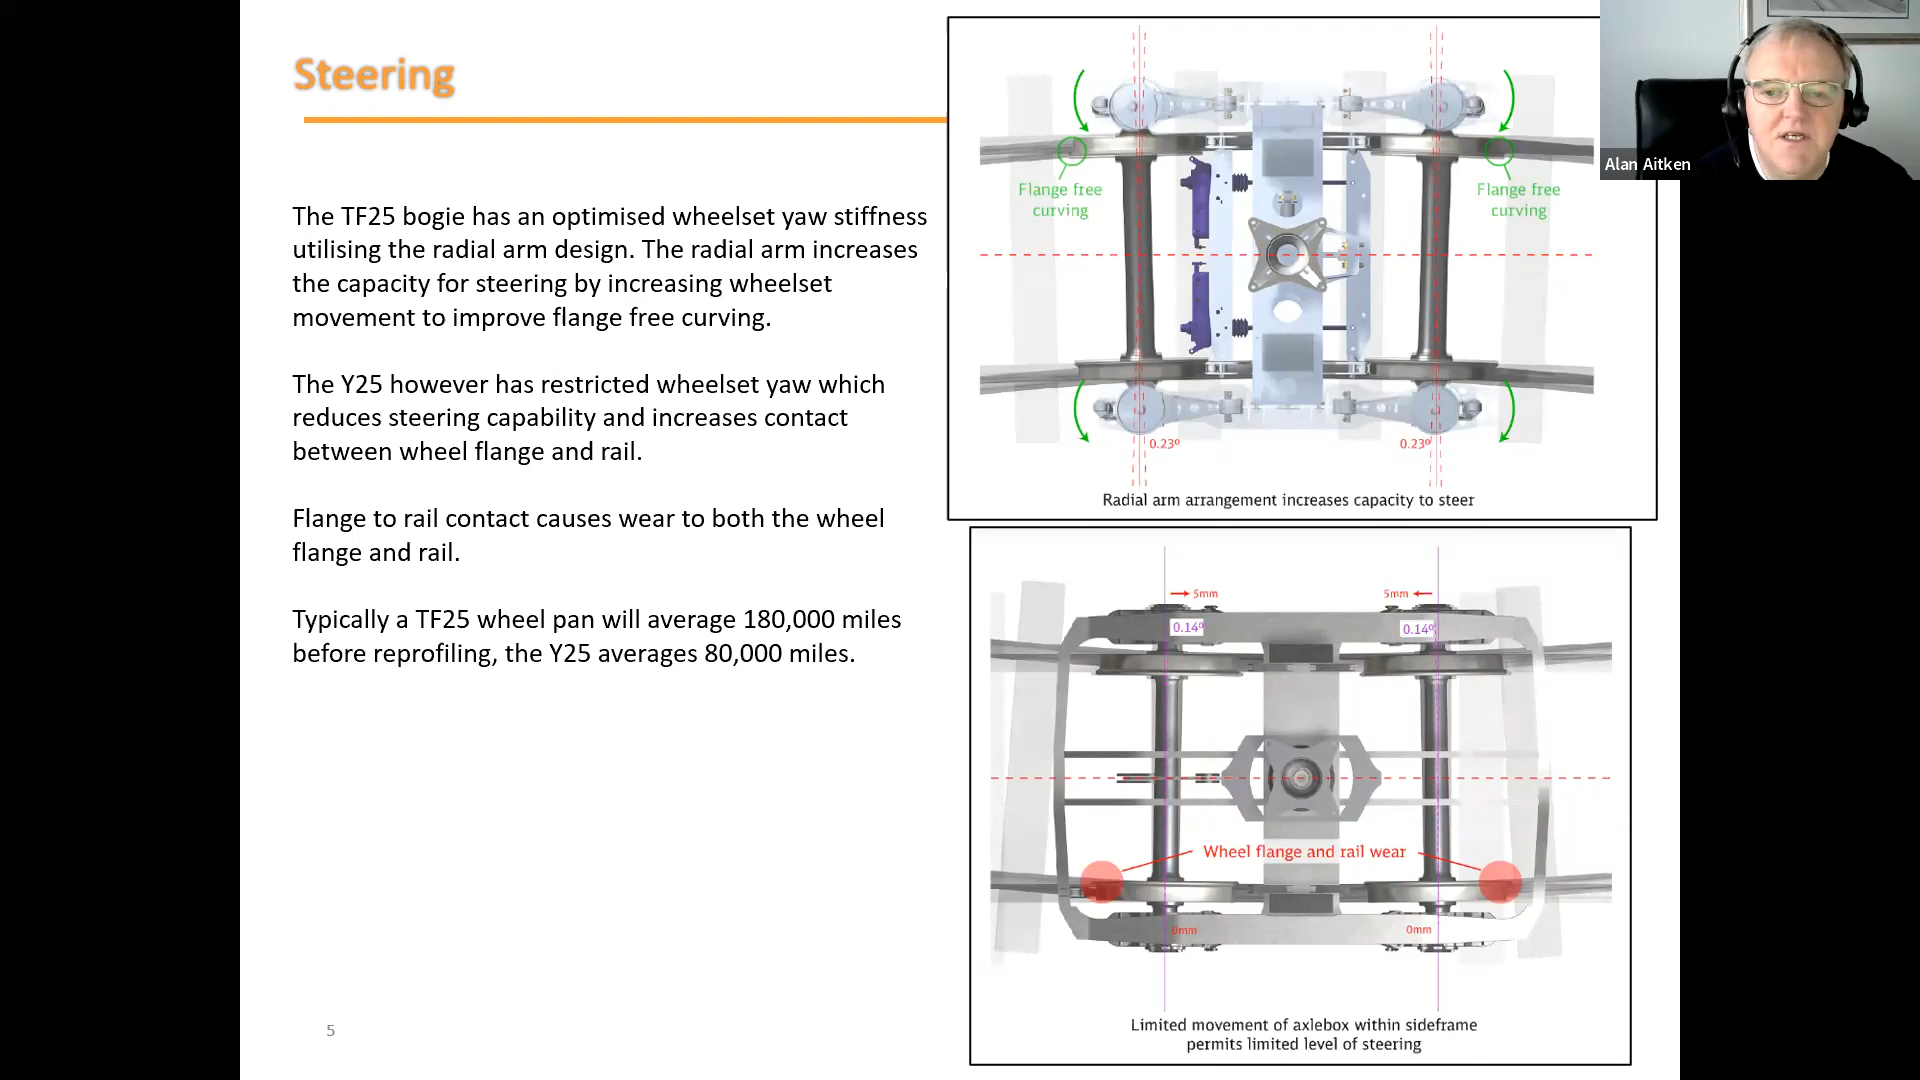 Steering
The TF25 bogie has an optimised wheelset yaw stiffness
utilising the radial arm design. The radial arm increases
the capacity for steering by increasing wheelset
movement to improve flange free curving.
The Y25 however has restricted wheelset yaw which
reduces steering capability and increases contact
between wheel flange and rail.
Flange to rail contact causes wear to both the wheel
flange and rail.
Typically a TF25 wheel pan will average 180,000 miles
before reprofiling, the Y25 averages 80,000 miles.
5
Flange free
curving
Flange free
curving
0.23º
0.23º
Radial arm arrangement increases capacity to steer
5mm
5mm
0.14º
0.14º
Wheel flange and rail wear
0mm
0mm
Limited movement of axlebox within sideframe
permits limited level of steering
Alan Aitken